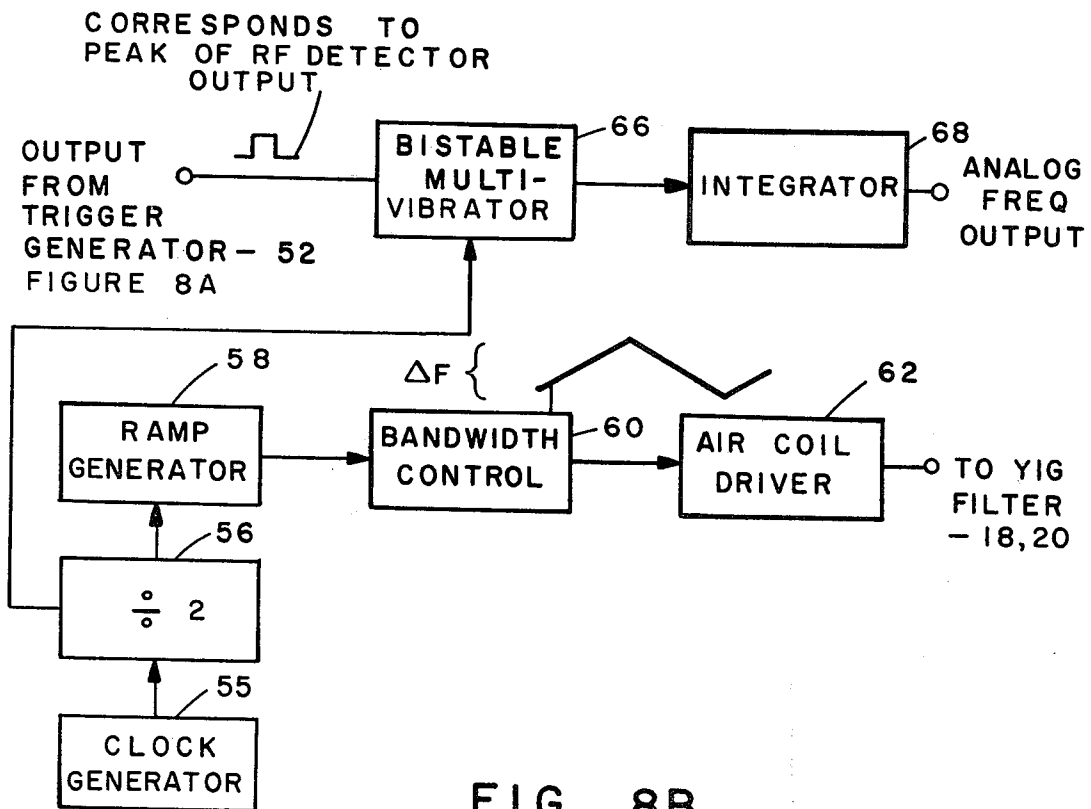 CORRESPONDS TO
PEAK OF RF DETECTOR
OUTPUT
OUTPUT
FROM
TRIGGER
GENERATOR - 52
FIGURE 8A
BISTABLE
MULTI-
VIBRATOR
66
INTEGRATOR
68
ANALOG
FREQ
OUTPUT
ΔF {
58
RAMP
GENERATOR
BANDWIDTH
CONTROL
60
62
AIR COIL
DRIVER
TO YIG
FILTER
- 18,20
56
÷ 2
55
CLOCK
GENERATOR
FIG. 8B